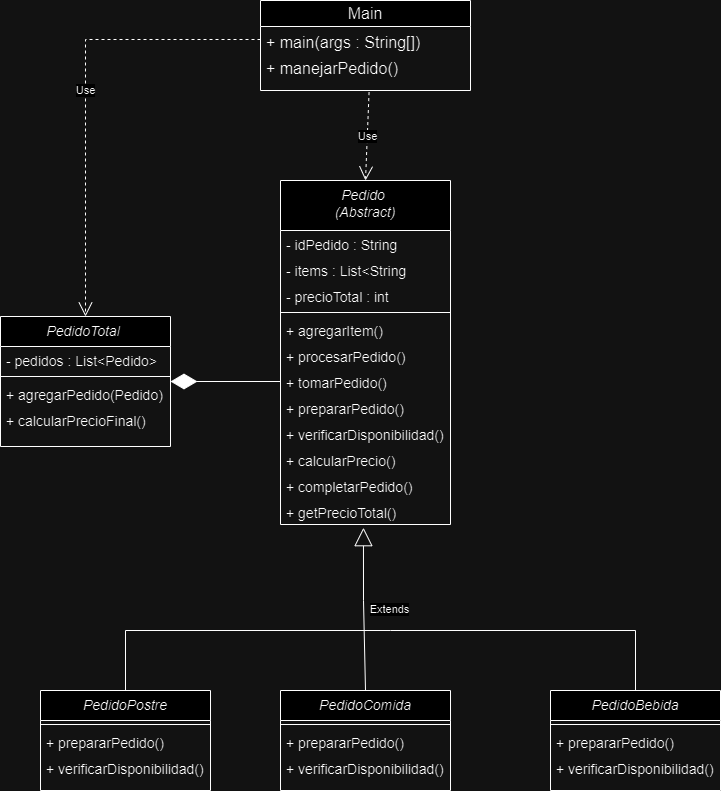 Main
+ main(args : String[])
+ manejarPedido()
Use
Use
Pedido
(Abstract)
- idPedido : String
- items : List<String
- precioTotal : int
+ agregarItem()
+ procesarPedido()
+ tomarPedido()
+ prepararPedido()
+ verificarDisponibilidad()
+ calcularPrecio()
+ completarPedido()
+ getPrecioTotal()
PedidoTotal
- pedidos : List<Pedido>
+ agregarPedido(Pedido)
+ calcularPrecioFinal()
Extends
PedidoPostre
+ prepararPedido()
+ verificarDisponibilidad()
PedidoComida
+ prepararPedido()
+ verificarDisponibilidad()
PedidoBebida
+ prepararPedido()
+ verificarDisponibilidad()